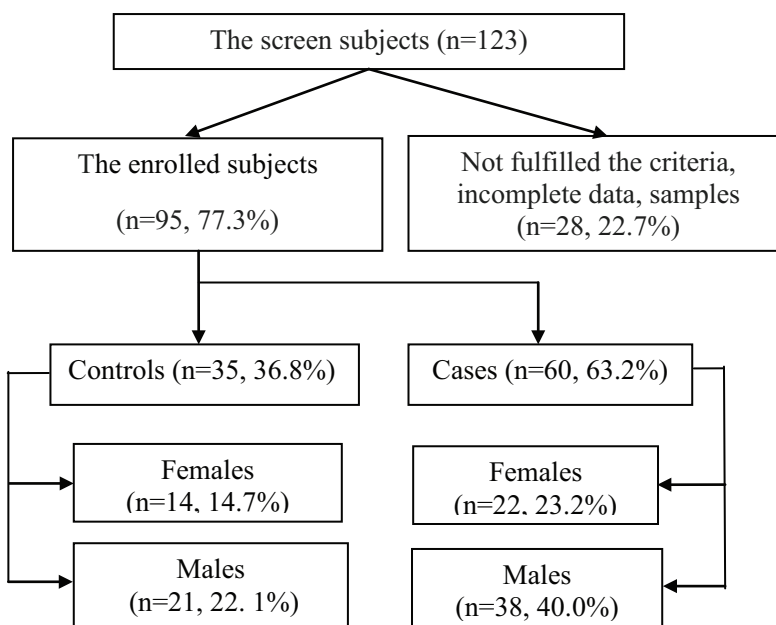 The screen subjects (n=123)
The enrolled subjects
(n=95, 77.3%)
Not fulfilled the criteria,
incomplete data, samples
(n=28, 22.7%)
Controls (n=35, 36.8%)
Cases (n=60, 63.2%)
Females
(n=14, 14.7%)
Females
(n=22, 23.2%)
Males
(n=21, 22. 1%)
Males
(n=38, 40.0%)